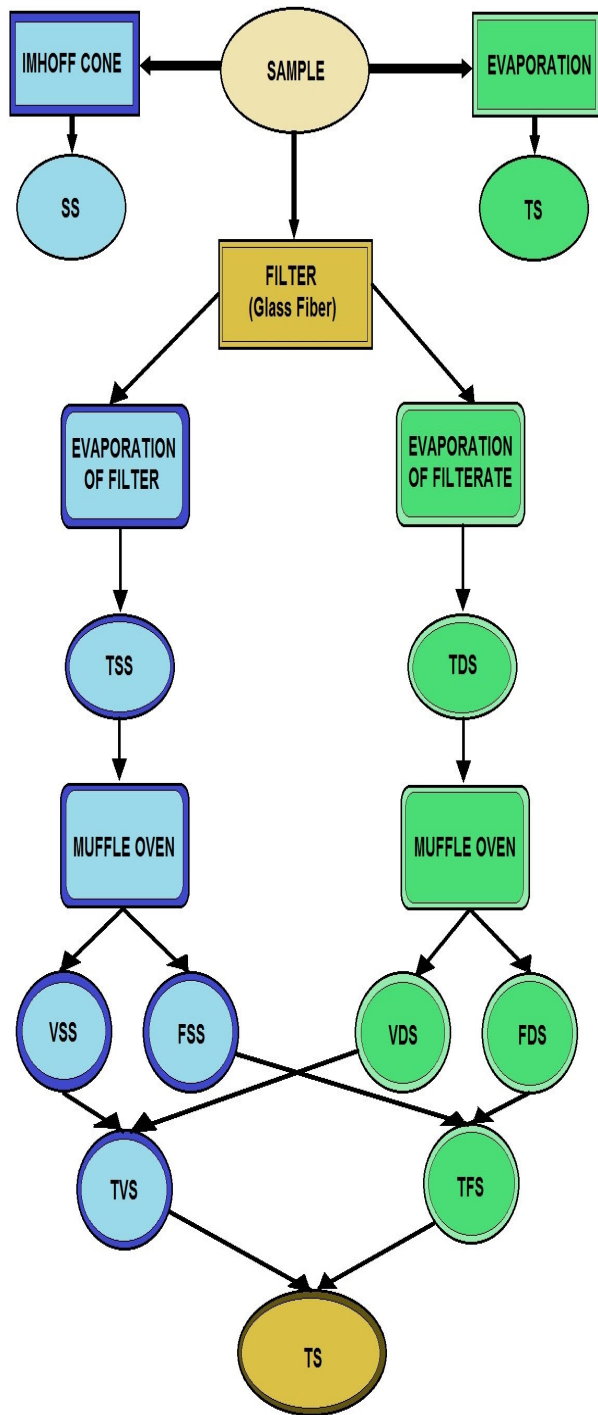 IMHOFF CONE
SAMPLE
EVAPORATION
SS
TS
FILTER
(Glass Fiber)
EVAPORATION
OF FILTER
EVAPORATION
OF FILTERATE
TSS
TDS
MUFFLE OVEN
MUFFLE OVEN
VSS
FSS
VDS
FDS
TVS
TFS
TS